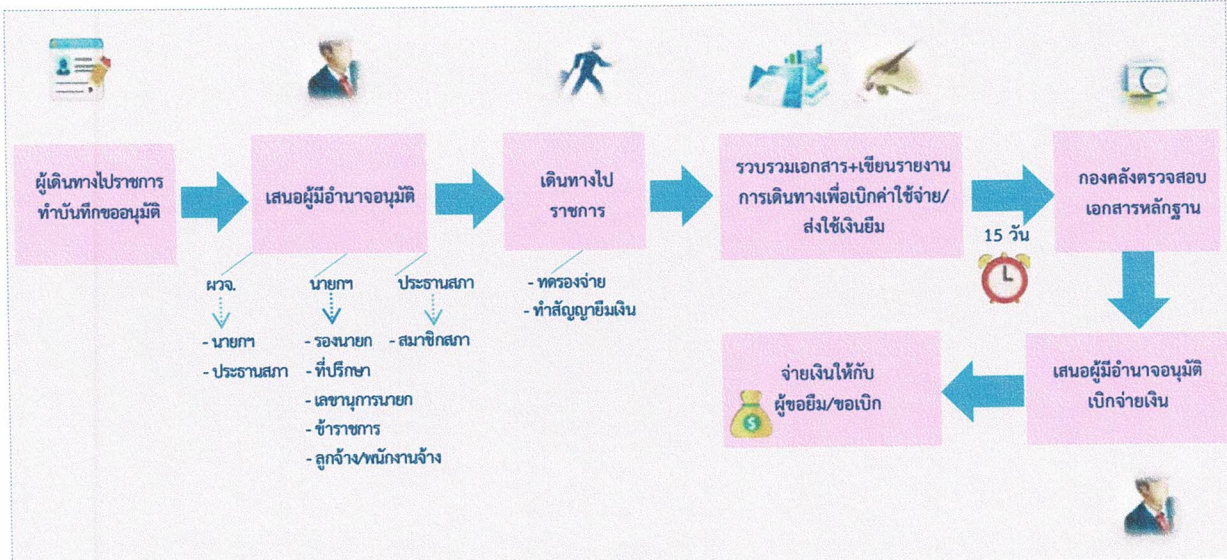 ผู้เดินทางไปราชการ
ทำบันทึกขออนุมัติ
เสนอผู้มีอำนาจอนุมัติ
ผวจ.
- นายกฯ
- ประธานสภา
นายกฯ
- รองนายก
- ที่ปรึกษา
- เลขานุการนายก
- ข้าราชการ
- ลูกจ้าง/พนักงานจ้าง
ประธานสภา
- สมาชิกสภา
เดินทางไป
ราชการ
- ทดรองจ่าย
- ทำสัญญายืมเงิน
รวบรวมเอกสาร+เขียนรายงาน
การเดินทางเพื่อเบิกค่าใช้จ่าย/
ส่งใช้เงินยืม
15 วัน
กองคลังตรวจสอบ
เอกสารหลักฐาน
เสนอผู้มีอำนาจอนุมัติ
เบิกจ่ายเงิน
จ่ายเงินให้กับ
ผู้ขอยืม/ขอเบิก
$